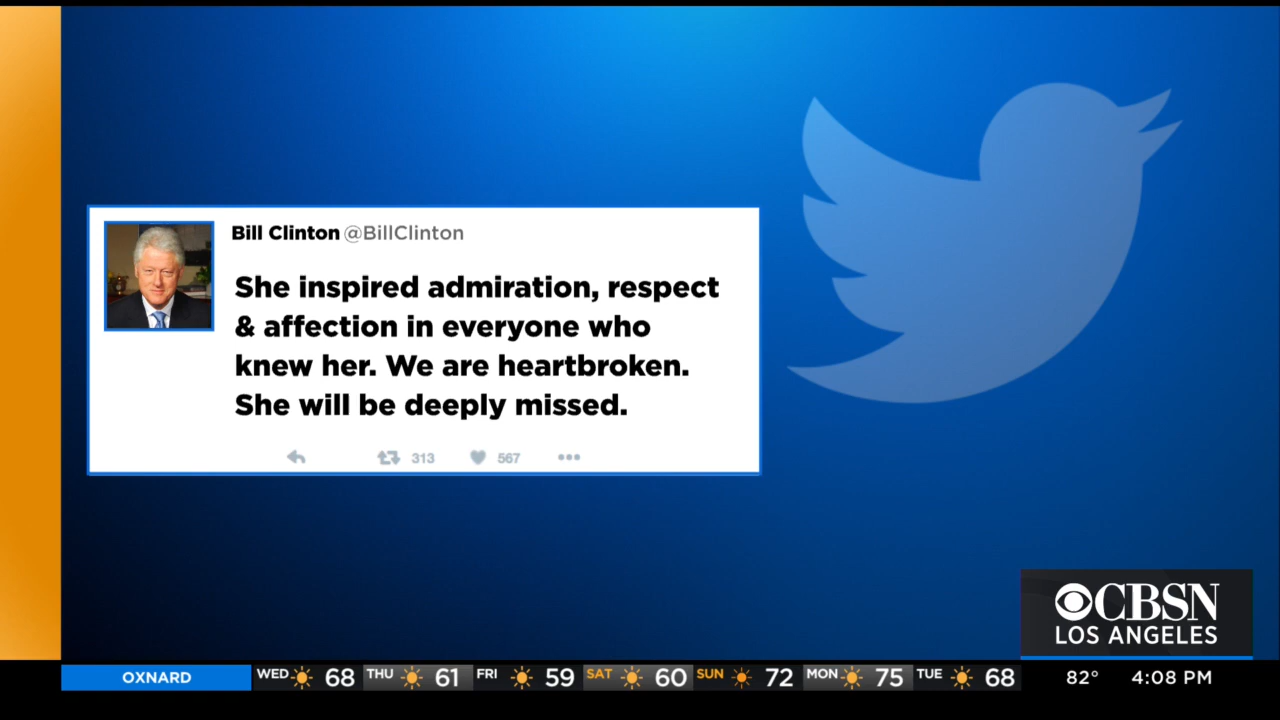 Bill Clinton @BillClinton
She inspired admiration, respect
& affection in everyone who
knew her. We are heartbroken.
She will be deeply missed.
313 567
CBSN
LOS ANGELES
OXNARD WED 68 THU 61 FRI 59 SAT 60 SUN 72 MON 75 TUE 68 82° 4:08 PM